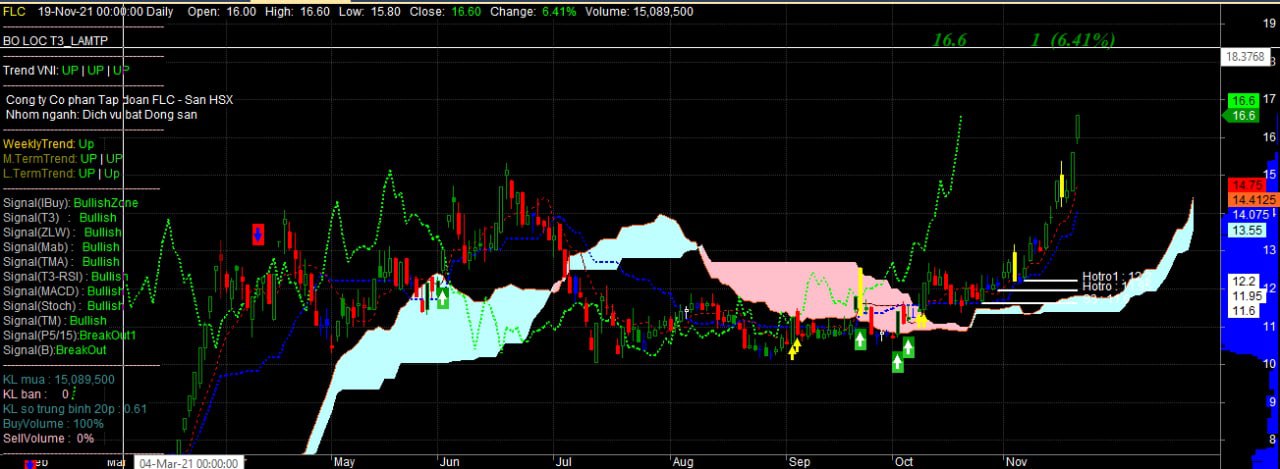 FLC 19-Nov-21 00:00:00 Daily Open: 16.00 High: 16.60 Low: 15.80 Close: 16.60 Change: 6.41% Volume: 15,089,500
BO LOC T3_LAMTP
16.6 1 (6.41%)
Trend VNI: UP | UP | UP
Cong ty Co phan Tap doan FLC - San HSX
Nhom nganh: Dich vu bat Dong san
WeeklyTrend: Up
M.TermTrend: UP | UP
L.TermTrend: UP | Up
Signal(IBuy): BullishZone
Signal(T3) : Bullish
Signal(ZLW) : Bullish
Signal(Mab) : Bullish
Signal(TMA) : Bullish
Signal(T3-RSI) : Bullish
Signal(MACD) : Bullish
Signal(Stoch) : Bullish
Signal(TM) : Bullish
Signal(P5/15):BreakOut1
Signal(B):BreakOut
KL mua : 15,089,500
KL ban : 0
KL so trung binh 20p : 0.61
BuyVolume : 100%
SellVolume : 0%
Hotro1 : 12
Hotro : 1
19
18.3768
17
16.6
16.6
16
15
14.75
14.4125
14.075
13.55
13
12.2
12
11.95
11.6
11
10
9
8
04-Mar-21 00:00:00
May Jun Jul Aug Sep Oct Nov